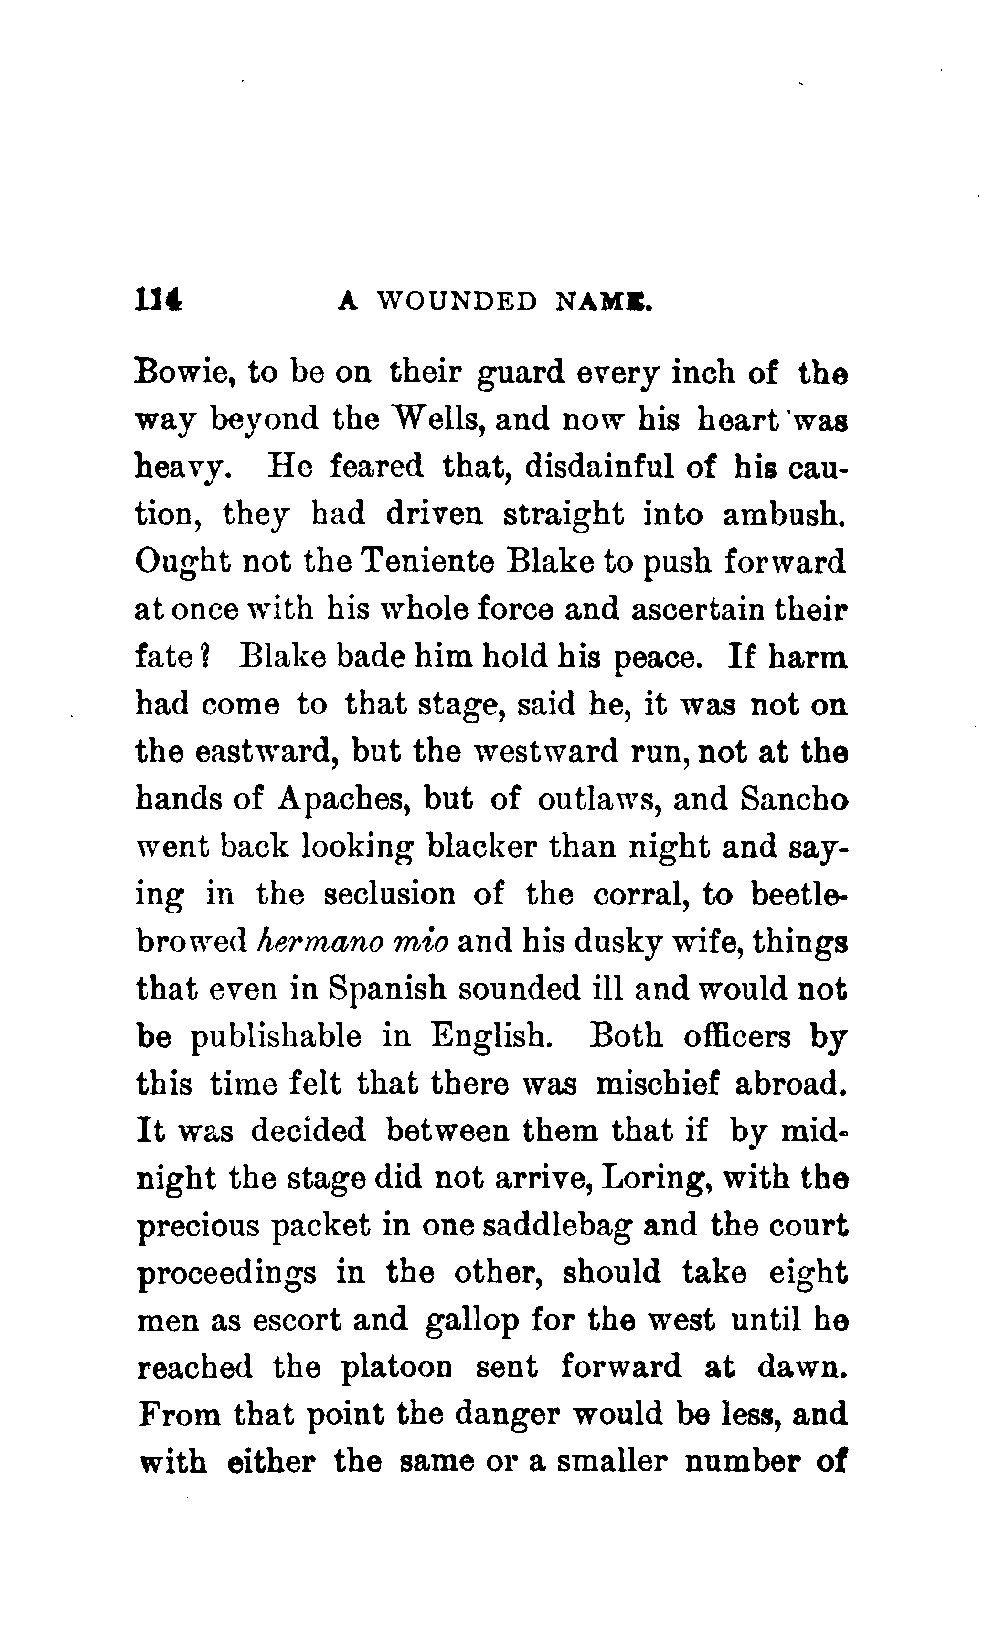 114 A WOUNDED NAME.
Bowie, to be on their guard every inch of the
way beyond the Wells, and now his heart was
heavy. He feared that, disdainful of his cau-
tion, they had driven straight into ambush.
Ought not the Teniente Blake to push forward
at once with his whole force and ascertain their
fate? Blake bade him hold his peace. If harm
had come to that stage, said he, it was not on
the eastward, but the westward run, not at the
hands of Apaches, but of outlaws, and Sancho
went back looking blacker than night and say-
ing in the seclusion of the corral, to beetle-
browed hermano mio and his dusky wife, things
that even in Spanish sounded ill and would not
be publishable in English. Both officers by
this time felt that there was mischief abroad.
It was decided between them that if by mid-
night the stage did not arrive, Loring, with the
precious packet in one saddlebag and the court
proceedings in the other, should take eight
men as escort and gallop for the west until he
reached the platoon sent forward at dawn.
From that point the danger would be less, and
with either the same or a smaller number of